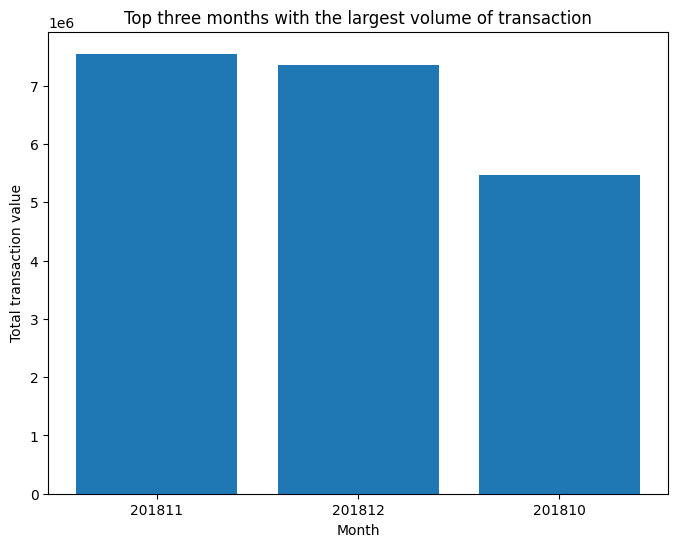 Top three months with the largest volume of transaction
1e6
7
6
5
4
3
2
1
0
Total transaction value
201811 201812 201810
Month